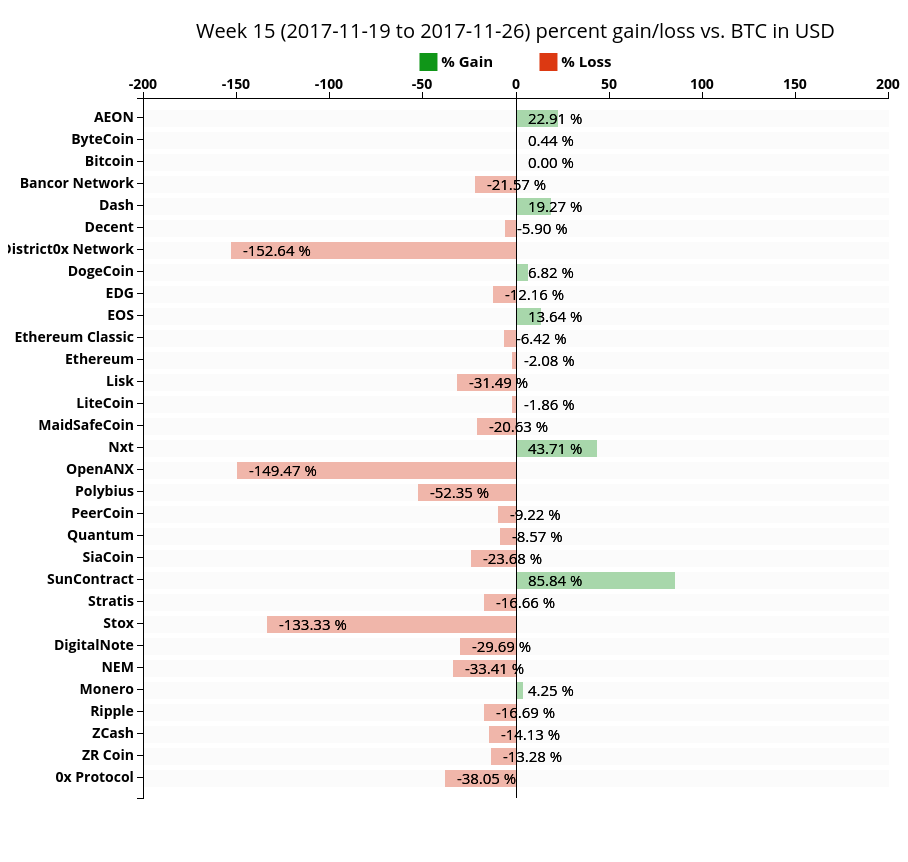 Week 15 (2017-11-19 to 2017-11-26) percent gain/loss vs. BTC in USD
% Gain % Loss
-200 -150 -100 -50 0 50 100 150 200
AEON 22.91 %
ByteCoin 0.44 %
Bitcoin 0.00 %
Bancor Network -21.57 %
Dash 19.27 %
Decent -5.90 %
District0x Network -152.64 %
DogeCoin 6.82 %
EDG -12.16 %
EOS 13.64 %
Ethereum Classic -6.42 %
Ethereum -2.08 %
Lisk -31.49 %
LiteCoin -1.86 %
MaidSafeCoin -20.63 %
Nxt 43.71 %
OpenANX -149.47 %
Polybius -52.35 %
PeerCoin -9.22 %
Quantum -8.57 %
SiaCoin -23.68 %
SunContract 85.84 %
Stratis -16.66 %
Stox -133.33 %
DigitalNote -29.69 %
NEM -33.41 %
Monero 4.25 %
Ripple -16.69 %
ZCash -14.13 %
ZR Coin -13.28 %
0x Protocol -38.05 %